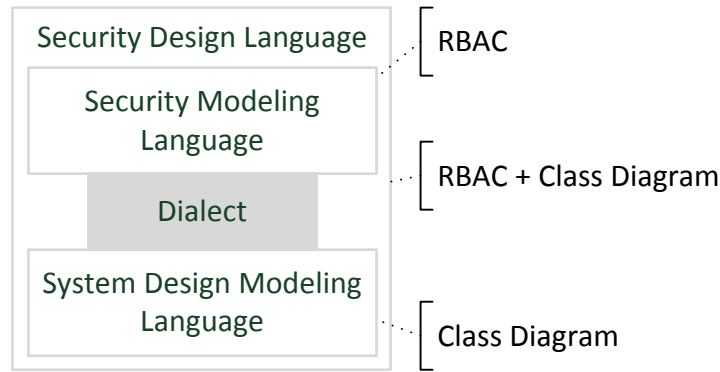 Security Design Language
Security Modeling
Language
Dialect
System Design Modeling
Language
RBAC
RBAC + Class Diagram
Class Diagram